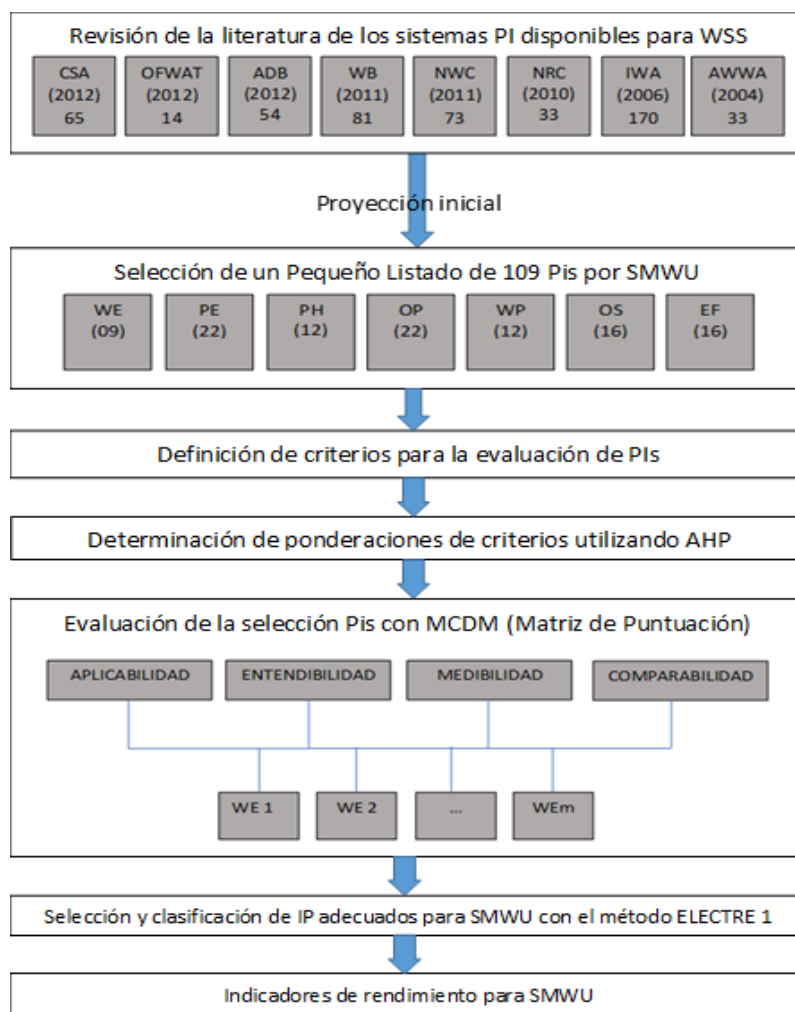 Revisión de la literatura de los sistemas PI disponibles para WSS
CSA
(2012)
65
OFWAT
(2012)
14
ADB
(2012)
54
WB
(2011)
81
NWC
(2011)
73
NRC
(2010)
33
IWA
(2006)
170
AWWA
(2004)
33
Proyección inicial
Selección de un Pequeño Listado de 109 Pis por SMWU
WE
(09)
PE
(22)
PH
(12)
OP
(22)
WP
(12)
OS
(16)
EF
(16)
Definición de criterios para la evaluación de PIs
Determinación de ponderaciones de criterios utilizando AHP
Evaluación de la selección Pis con MCDM (Matriz de Puntuación)
APLICABILIDAD
ENTENDIBILIDAD
MEDIBILIDAD
COMPARABILIDAD
WE 1
WE 2
...
WEm
Selección y clasificación de IP adecuados para SMWU con el método ELECTRE 1
Indicadores de rendimiento para SMWU